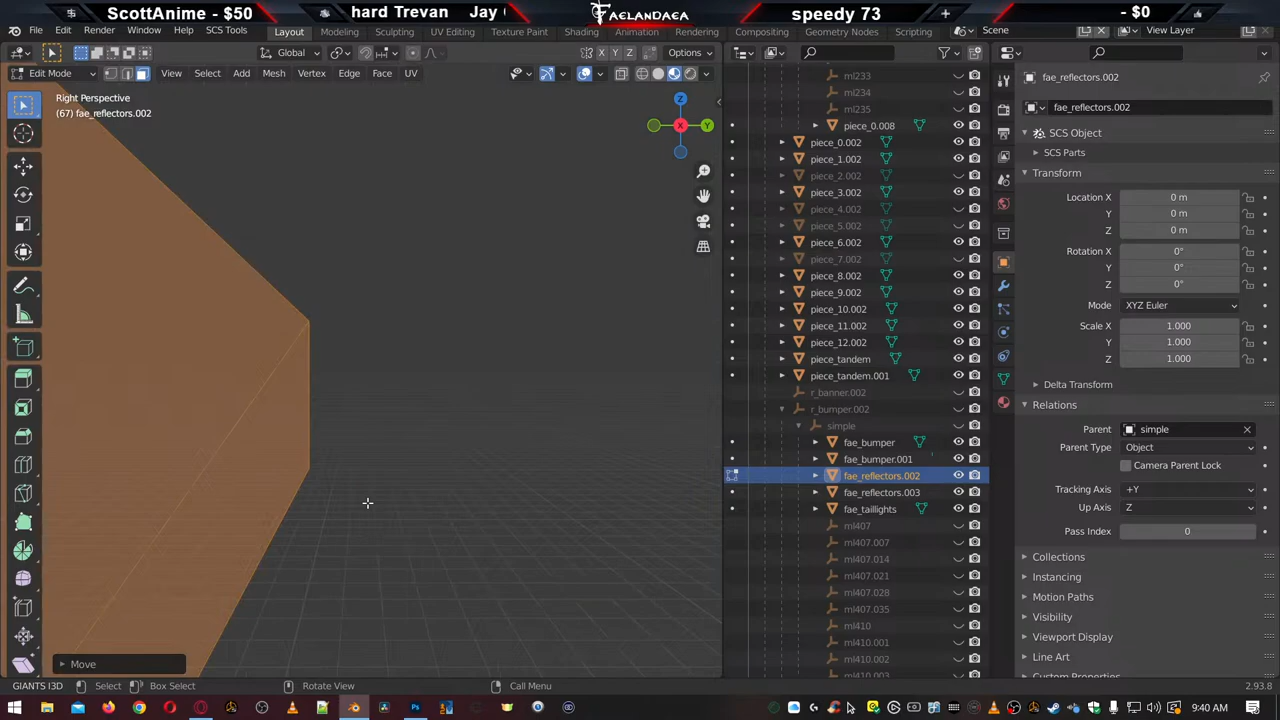 ScottAnime - $50
hard Trevan
Jay
FAELANDAEA
speedy 73
- $0
File
Edit
Render
Window
Help
SCS Tools
Layout
Modeling
Sculpting
UV Editing
Texture Paint
Shading
Animation
Rendering
Compositing
Geometry Nodes
Scripting
Scene
View Layer
Global
X
Y
Z
Options
Edit Mode
View
Select
Add
Mesh
Vertex
Edge
Face
UV
Right Perspective
(67) fae_reflectors.002
Z
X
Y
ml233
ml234
ml235
piece_0.008
piece_0.002
piece_1.002
piece_2.002
piece_3.002
piece_4.002
piece_5.002
piece_6.002
piece_7.002
piece_8.002
piece_9.002
piece_10.002
piece_11.002
piece_12.002
piece_tandem
piece_tandem.001
r_banner.002
r_bumper.002
simple
fae_bumper
fae_bumper.001
fae_reflectors.002
fae_reflectors.003
fae_taillights
ml407
ml407.007
ml407.014
ml407.021
ml407.028
ml407.035
ml410
ml410.001
ml410.002
ml410.003
fae_reflectors.002
fae_reflectors.002
SCS Object
SCS Parts
Transform
Location X 0 m
Y 0 m
Z 0 m
Rotation X 0°
Y 0°
Z 0°
Mode XYZ Euler
Scale X 1.000
Y 1.000
Z 1.000
Delta Transform
Relations
Parent simple
Parent Type Object
Camera Parent Lock
Tracking Axis +Y
Up Axis Z
Pass Index 0
Collections
Instancing
Motion Paths
Visibility
Viewport Display
Line Art
Custom Properties
Move
GIANTS I3D
Select
Box Select
Rotate View
Call Menu
2.93.8
9:40 AM